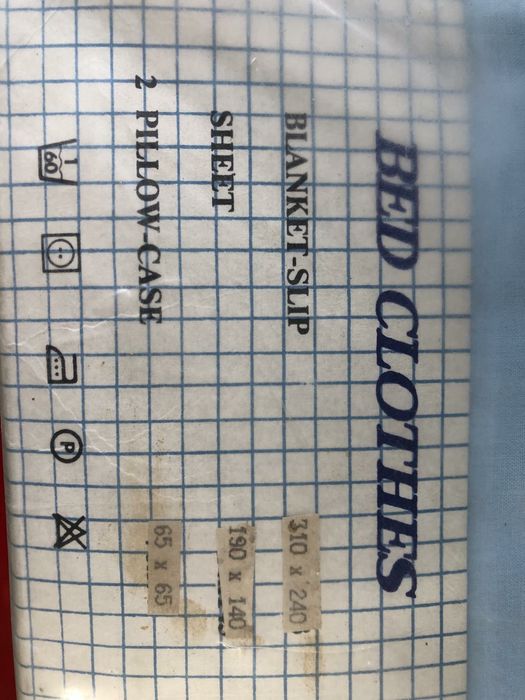 BED CLOTHES
BLANKET-SLIP 310 x 240
SHEET 190 x 140
2 PILLOW-CASE 65 x 65
60 P